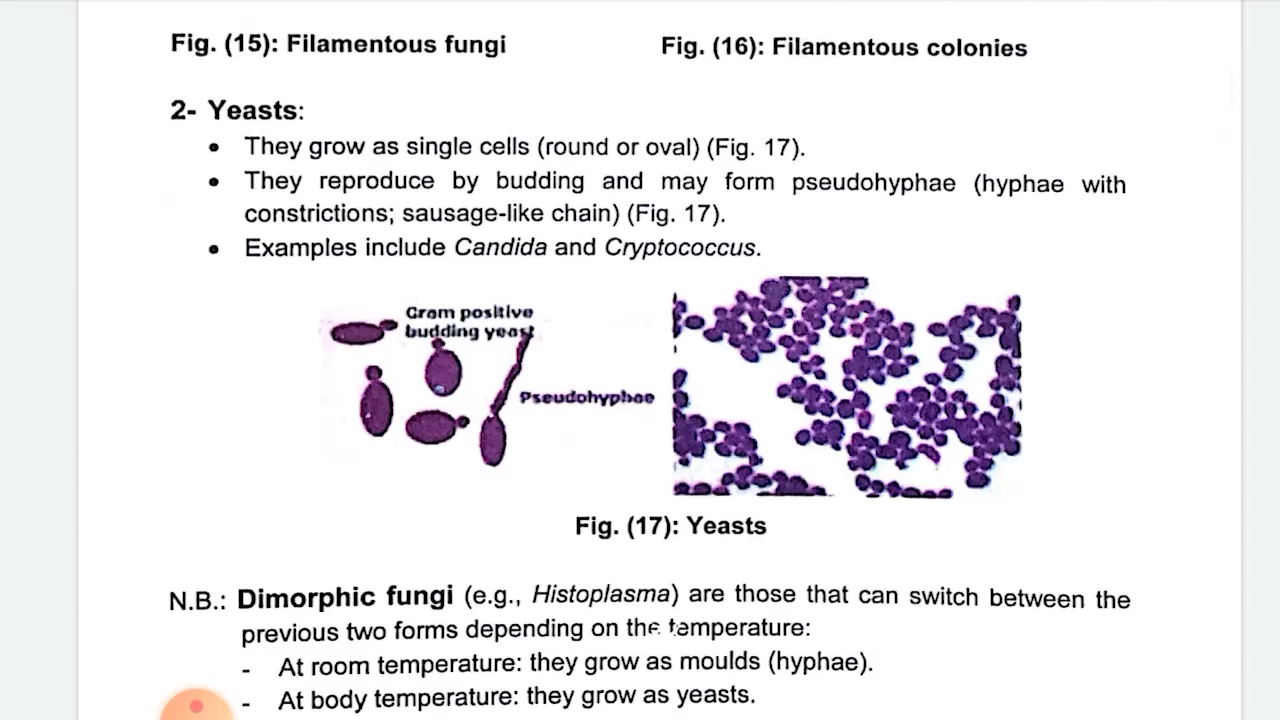 Fig. (15): Filamentous fungi
Fig. (16): Filamentous colonies
2- Yeasts:
• They grow as single cells (round or oval) (Fig. 17).
• They reproduce by budding and may form pseudohyphae (hyphae with
constrictions; sausage-like chain) (Fig. 17).
• Examples include Candida and Cryptococcus.
Gram positive
budding yeast
Pseudohyphae
Fig. (17): Yeasts
N.B.: Dimorphic fungi (e.g., Histoplasma) are those that can switch between the
previous two forms depending on the temperature:
- At room temperature: they grow as moulds (hyphae).
- At body temperature: they grow as yeasts.